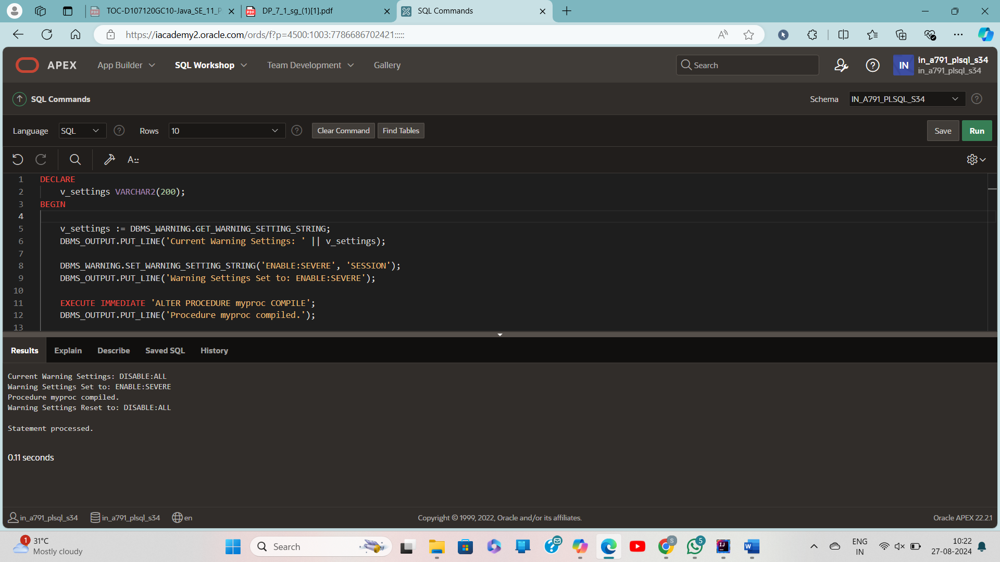 TOC-D107120GC10-Java_SE_11_P
DP_7_1_sg_(1)[1].pdf
SQL Commands
https://iacademy2.oracle.com/ords/f?p=4500:1003:7786686702421:::::
APEX
App Builder
SQL Workshop
Team Development
Gallery
Search
IN
in_a791_plsql_s34
in_a791_plsql_s34
SQL Commands
Schema
IN_A791_PLSQL_S34
Language
SQL
Rows
10
Clear Command
Find Tables
Save
Run
1 DECLARE
2 v_settings VARCHAR2(200);
3 BEGIN
4
5 v_settings := DBMS_WARNING.GET_WARNING_SETTING_STRING;
6 DBMS_OUTPUT.PUT_LINE('Current Warning Settings: ' || v_settings);
7
8 DBMS_WARNING.SET_WARNING_SETTING_STRING('ENABLE:SEVERE', 'SESSION');
9 DBMS_OUTPUT.PUT_LINE('Warning Settings Set to: ENABLE:SEVERE');
10
11 EXECUTE IMMEDIATE 'ALTER PROCEDURE myproc COMPILE';
12 DBMS_OUTPUT.PUT_LINE('Procedure myproc compiled.');
13
Results
Explain
Describe
Saved SQL
History
Current Warning Settings: DISABLE:ALL
Warning Settings Set to: ENABLE:SEVERE
Procedure myproc compiled.
Warning Settings Reset to: DISABLE:ALL
Statement processed.
0.11 seconds
in_a791_plsql_s34
in_a791_plsql_s34
en
Copyright © 1999, 2022, Oracle and/or its affiliates.
Oracle APEX 22.2.1
1
31°C
Mostly cloudy
Search
S
5
ENG
IN
10:22
27-08-2024